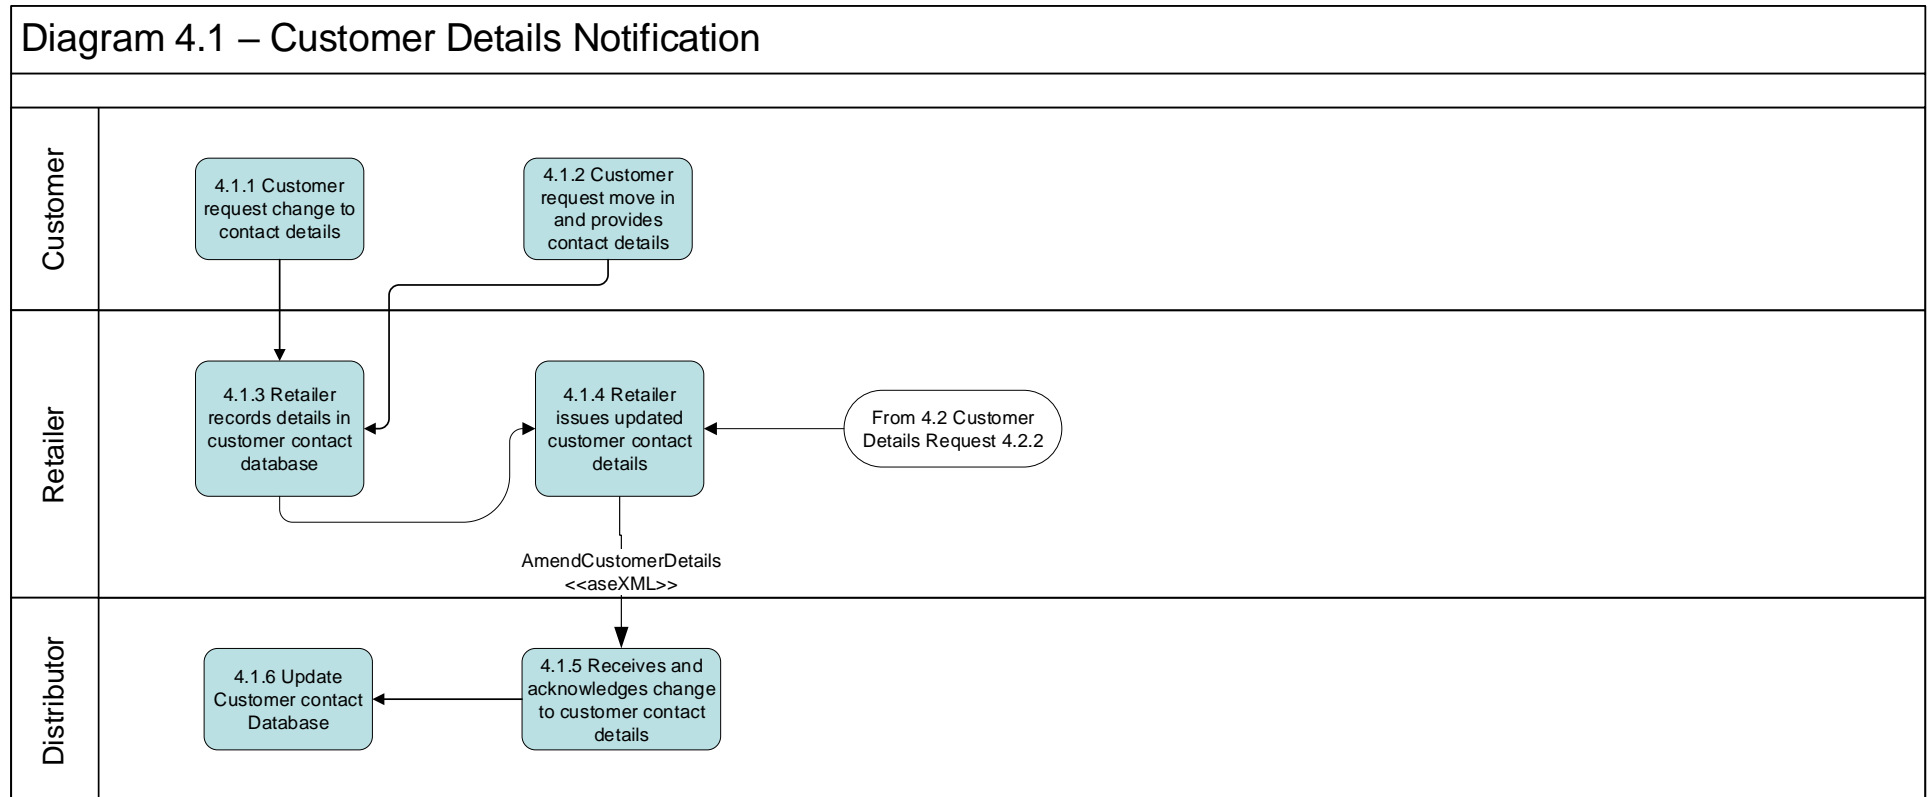 Diagram 4.1 – Customer Details Notification
Customer
4.1.1 Customer
request change to
contact details
4.1.2 Customer
request move in
and provides
contact details
Retailer
4.1.3 Retailer
records details in
customer contact
database
4.1.4 Retailer
issues updated
customer contact
details
From 4.2 Customer
Details Request 4.2.2
AmendCustomerDetails
<<aseXML>>
Distributor
4.1.6 Update
Customer contact
Database
4.1.5 Receives and
acknowledges change
to customer contact
details